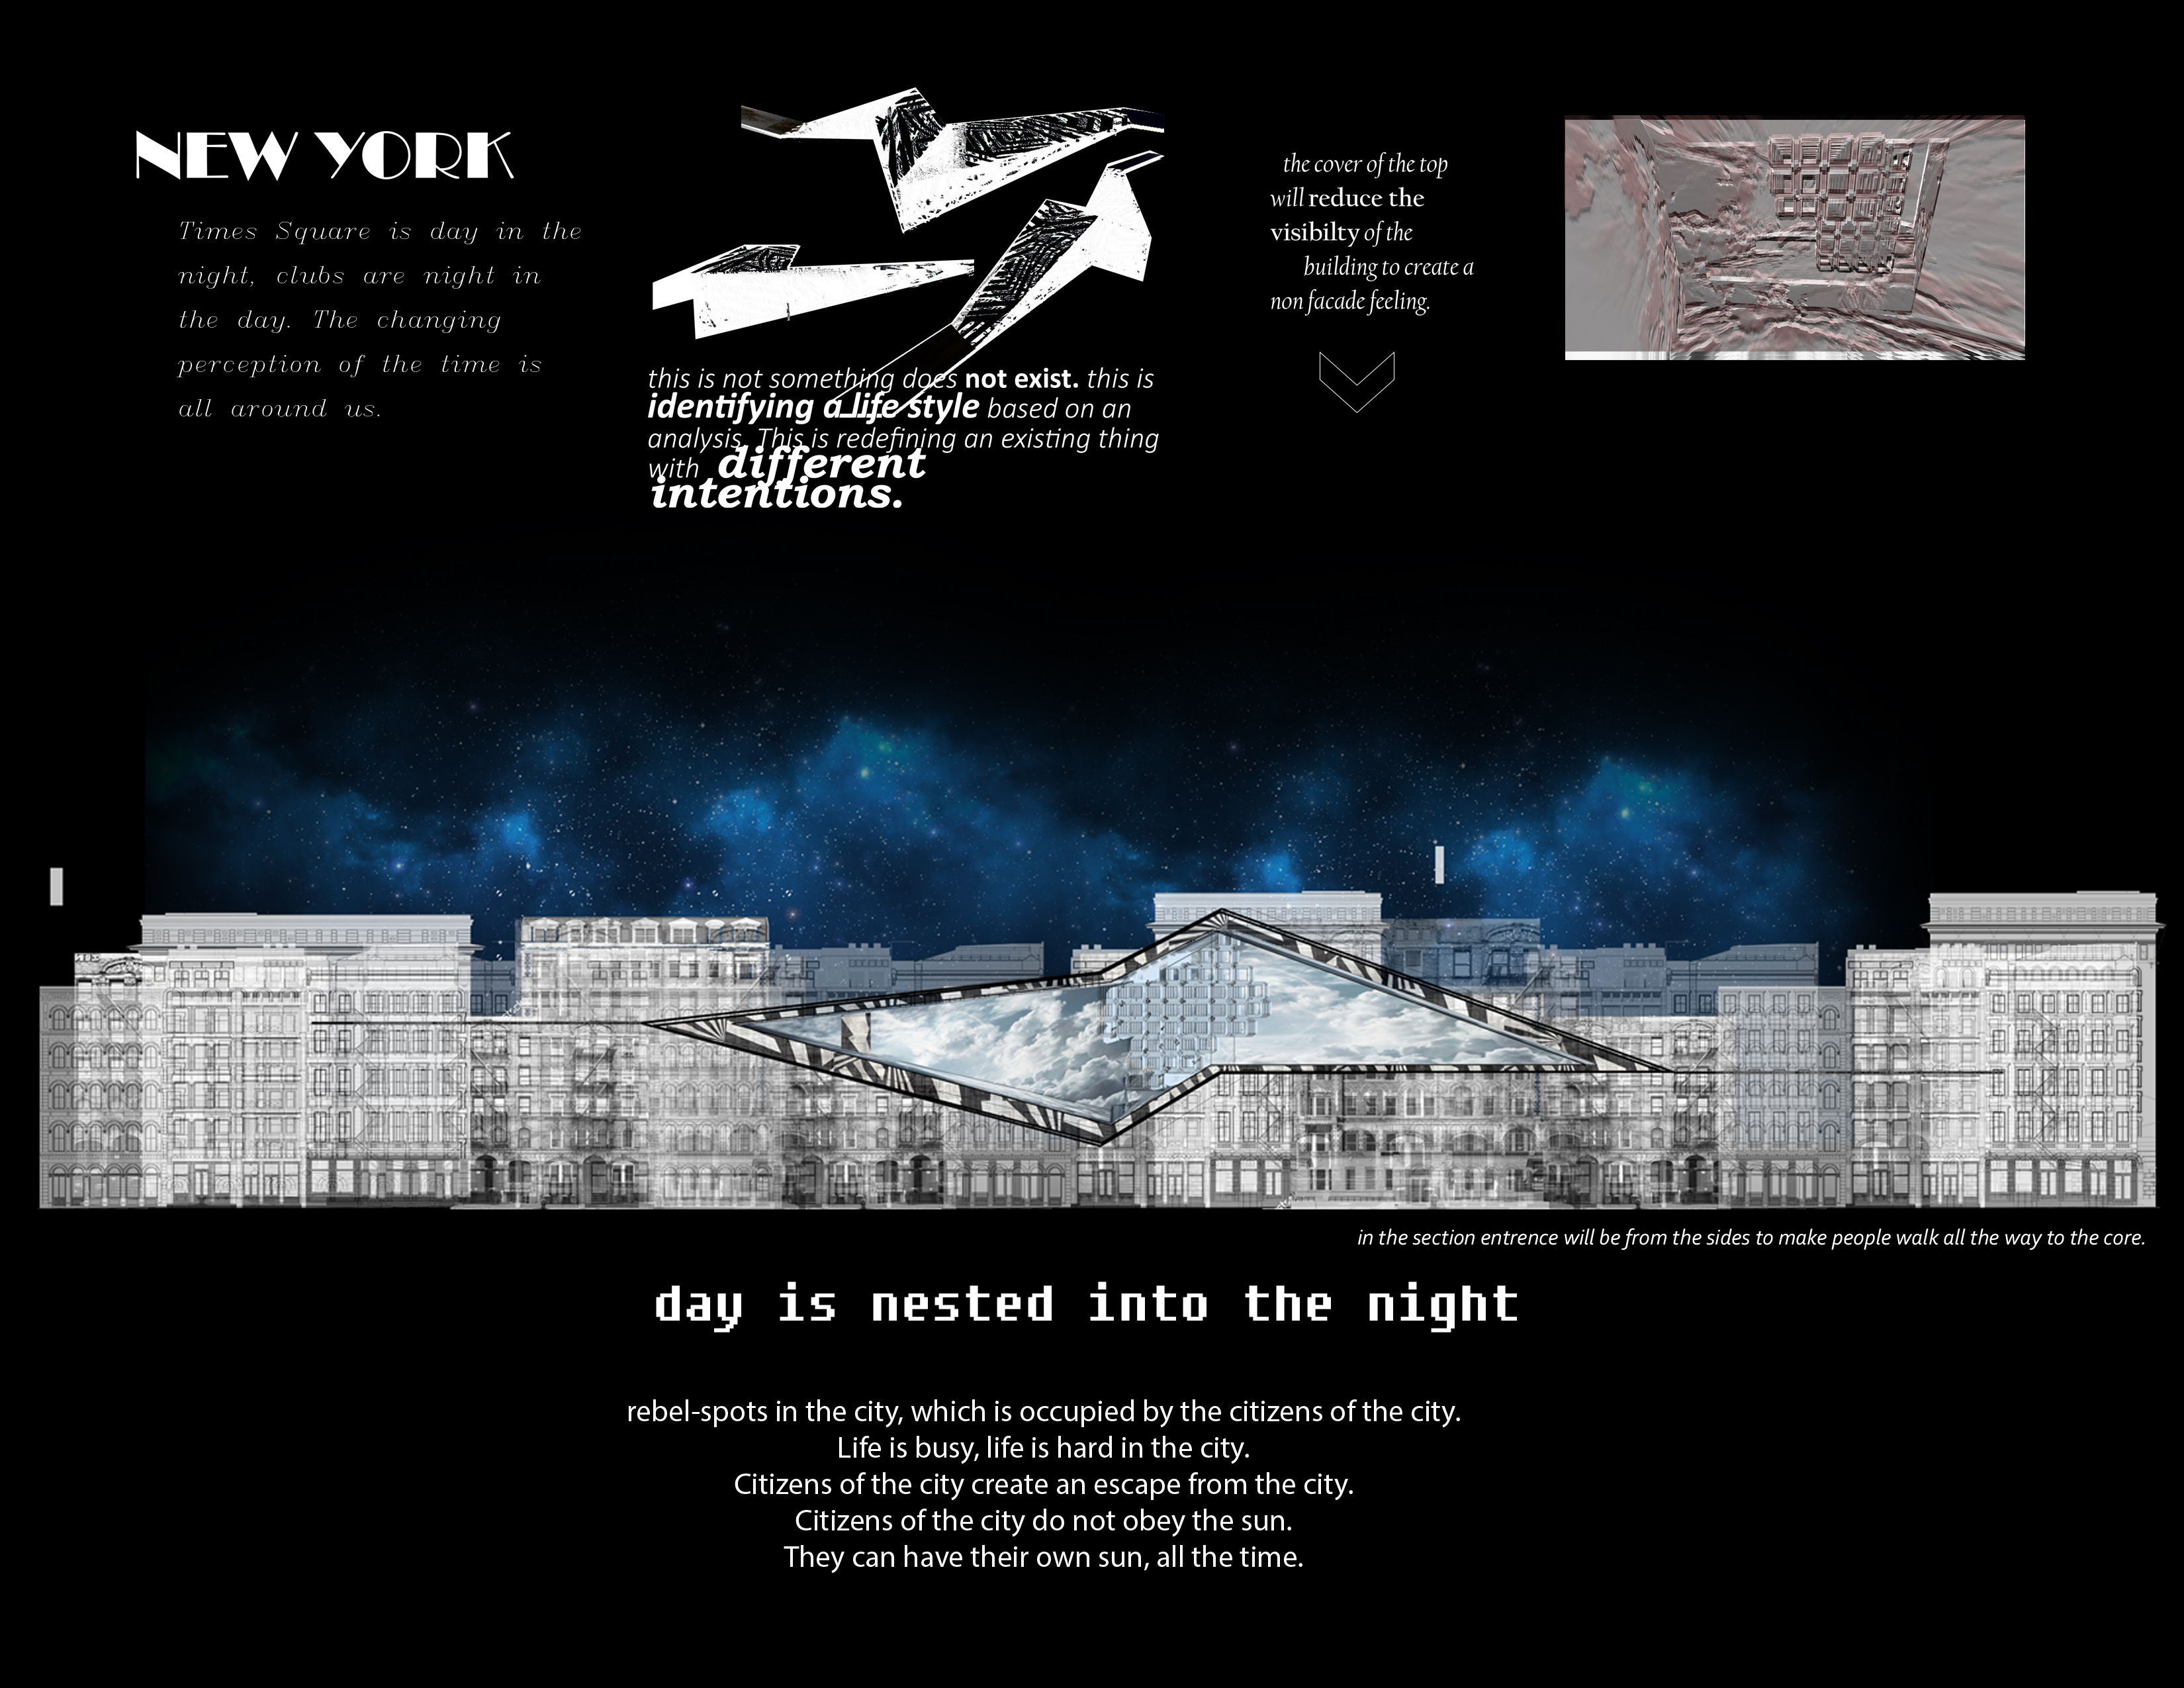 NEW YORK
Times Square is day in the
night, clubs are night in
the day. The changing
perception of the time is
all around us.
this is not something does not exist. this is
identifying a life style based on an
analysis. This is redefining an existing thing
with different
intentions.
the cover of the top
will reduce the
visibilty of the
building to create a
non facade feeling.
in the section entrence will be from the sides to make people walk all the way to the core.
day is nested into the night
rebel-spots in the city, which is occupied by the citizens of the city.
Life is busy, life is hard in the city.
Citizens of the city create an escape from the city.
Citizens of the city do not obey the sun.
They can have their own sun, all the time.